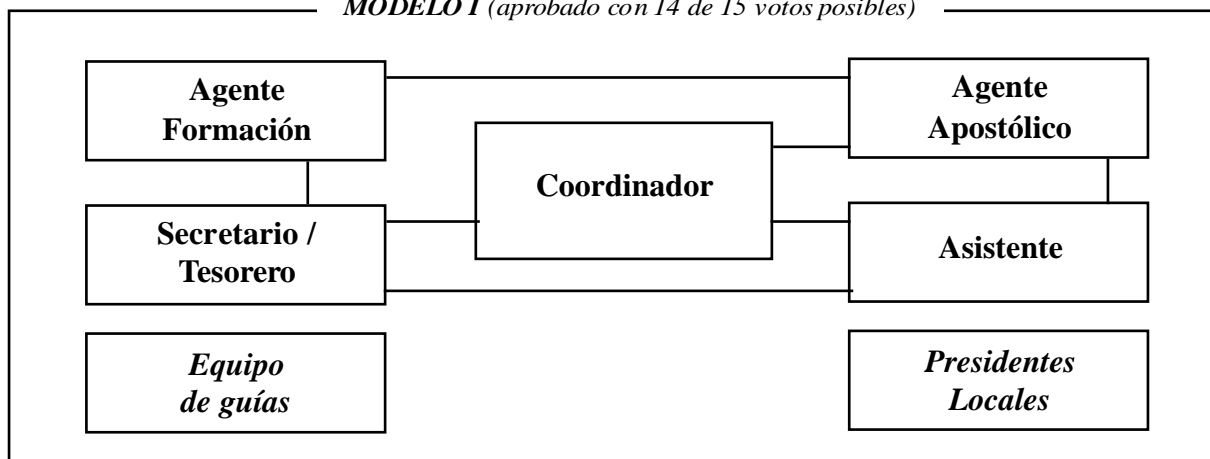 MODELO I (aprobado con 14 de 15 votos posibles)
Agente
Formación
Agente
Apostólico
Coordinador
Secretario /
Tesorero
Asistente
Equipo
de guías
Presidentes
Locales